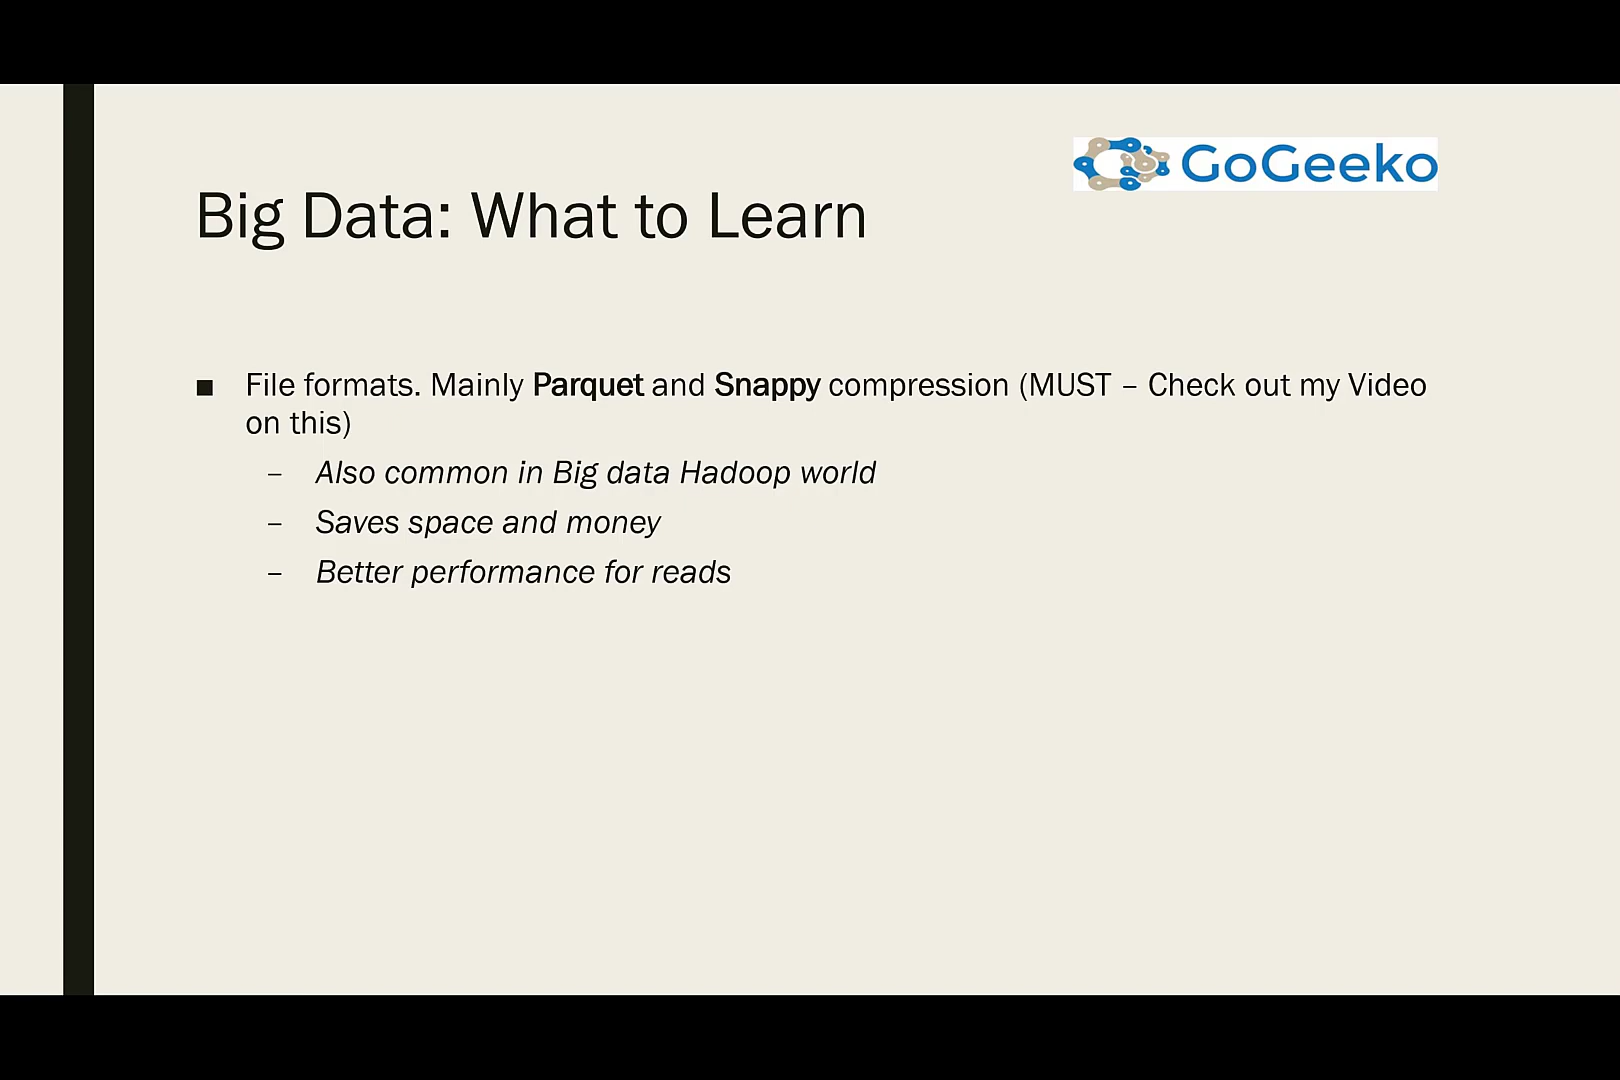 GoGeeko
Big Data: What to Learn
■ File formats. Mainly Parquet and Snappy compression (MUST – Check out my Video
on this)
– Also common in Big data Hadoop world
– Saves space and money
– Better performance for reads